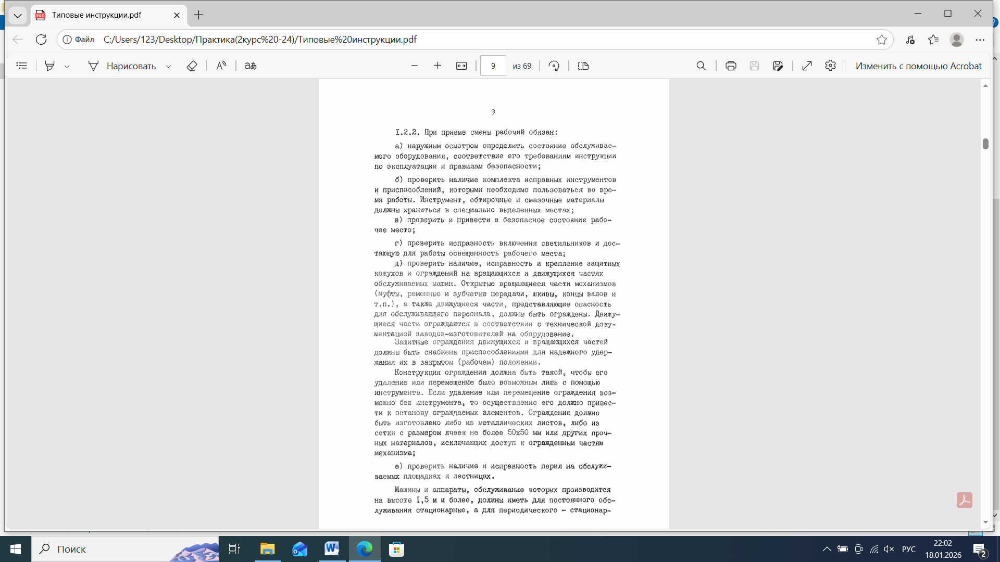 Типовые инструкции.pdf
Файл
C:/Users/123/Desktop/Практика(2курс%20-24)/Типовые%20инструкции.pdf
Нарисовать
A
aあ
9
из 69
Изменить с помощью Acrobat
9
I.2.2. При приеме смены рабочий обязан:
а) наружным осмотром определить состояние обслуживае-
мого оборудования, соответствие его требованиям инструкции
по эксплуатации и правилам безопасности;
б) проверить наличие комплекта исправных инструментов
и приспособлений, которыми необходимо пользоваться во вре-
мя работы. Инструмент, обтирочные и смазочные материалы
должны храниться в специально выделенных местах;
в) проверить и привести в безопасное состояние рабо-
чее место;
г) проверить исправность включения светильников и дос-
тающую для работы освещенность рабочего места;
д) проверить наличие, исправность и крепление защитных
кожухов и ограждений на вращающихся и движущихся частях
обслуживаемых машин. Открытые вращающиеся части механизмов
(муфты, ременные и зубчатые передачи, шкивы, концы валов и
т.п.), а также движущиеся части, представляющие опасность
для обслуживающего персонала, должны быть ограждены. Движу-
щиеся части ограждаются в соответствии с технической доку-
ментацией заводов-изготовителей на оборудование.
Защитные ограждения движущихся и вращающихся частей
должны быть снабжены приспособлениями для надежного удер-
жания их в закрытом (рабочем) положении.
Конструкция ограждения должна быть такой, чтобы его
удаление или перемещение было возможным лишь с помощью
инструмента. Если удаление или перемещение ограждения воз-
можно без инструмента, то осуществление его должно привес-
ти к останову ограждаемых элементов. Ограждение должно
быть изготовлено либо из металлических листов, либо из
сетки с размером ячеек не более 50х50 мм или других проч-
ных материалов, исключающих доступ к огражденным частям
механизма;
е) проверить наличие и исправность перил на обслужи-
ваемых площадках и лестницах.
Машины и аппараты, обслуживание которых производится
на высоте I,5 м и более, должны иметь для постоянного обс-
луживания стационарные, а для периодического - стационар-
Поиск
РУС
22:02
18.01.2026
2